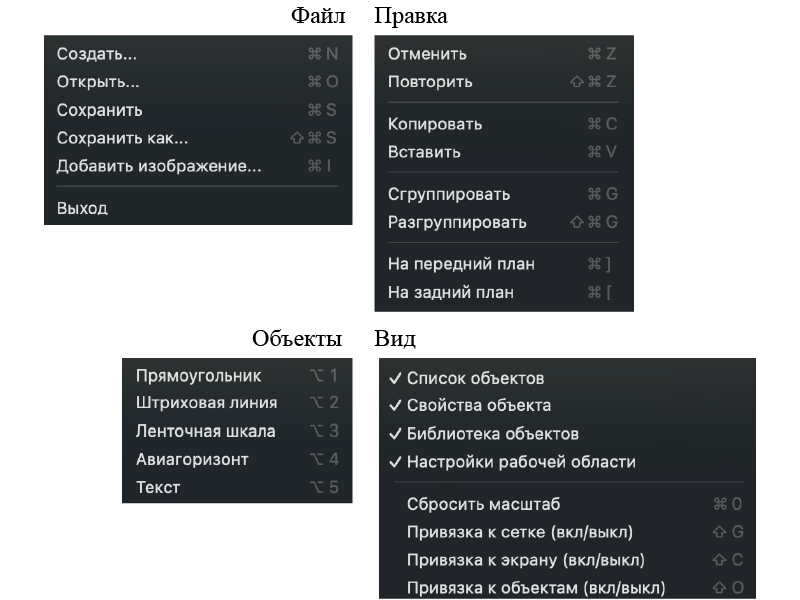 Файл
Создать... ⌘ N
Открыть... ⌘ O
Сохранить ⌘ S
Сохранить как... ⇧ ⌘ S
Добавить изображение... ⌘ I
Выход
Правка
Отменить ⌘ Z
Повторить ⇧ ⌘ Z
Копировать ⌘ C
Вставить ⌘ V
Сгруппировать ⌘ G
Разгруппировать ⇧ ⌘ G
На передний план ⌘ ]
На задний план ⌘ [
Объекты
Прямоугольник ⌥ 1
Штриховая линия ⌥ 2
Ленточная шкала ⌥ 3
Авиагоризонт ⌥ 4
Текст ⌥ 5
Вид
✓ Список объектов
✓ Свойства объекта
✓ Библиотека объектов
✓ Настройки рабочей области
Сбросить масштаб ⌘ 0
Привязка к сетке (вкл/выкл) ⇧ G
Привязка к экрану (вкл/выкл) ⇧ C
Привязка к объектам (вкл/выкл) ⇧ O